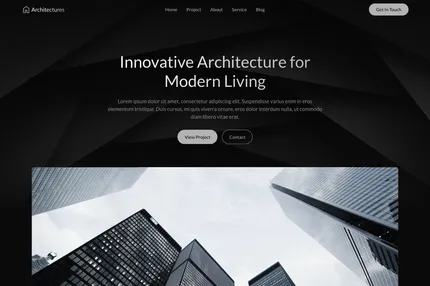 Architectures
Home Project About Service Blog
Get In Touch
Innovative Architecture for
Modern Living
Lorem ipsum dolor sit amet, consectetur adipiscing elit. Suspendisse varius enim in eros
elementum tristique. Duis cursus, mi quis viverra ornare, eros dolor interdum nulla, ut commodo
diam libero vitae erat.
View Project
Contact